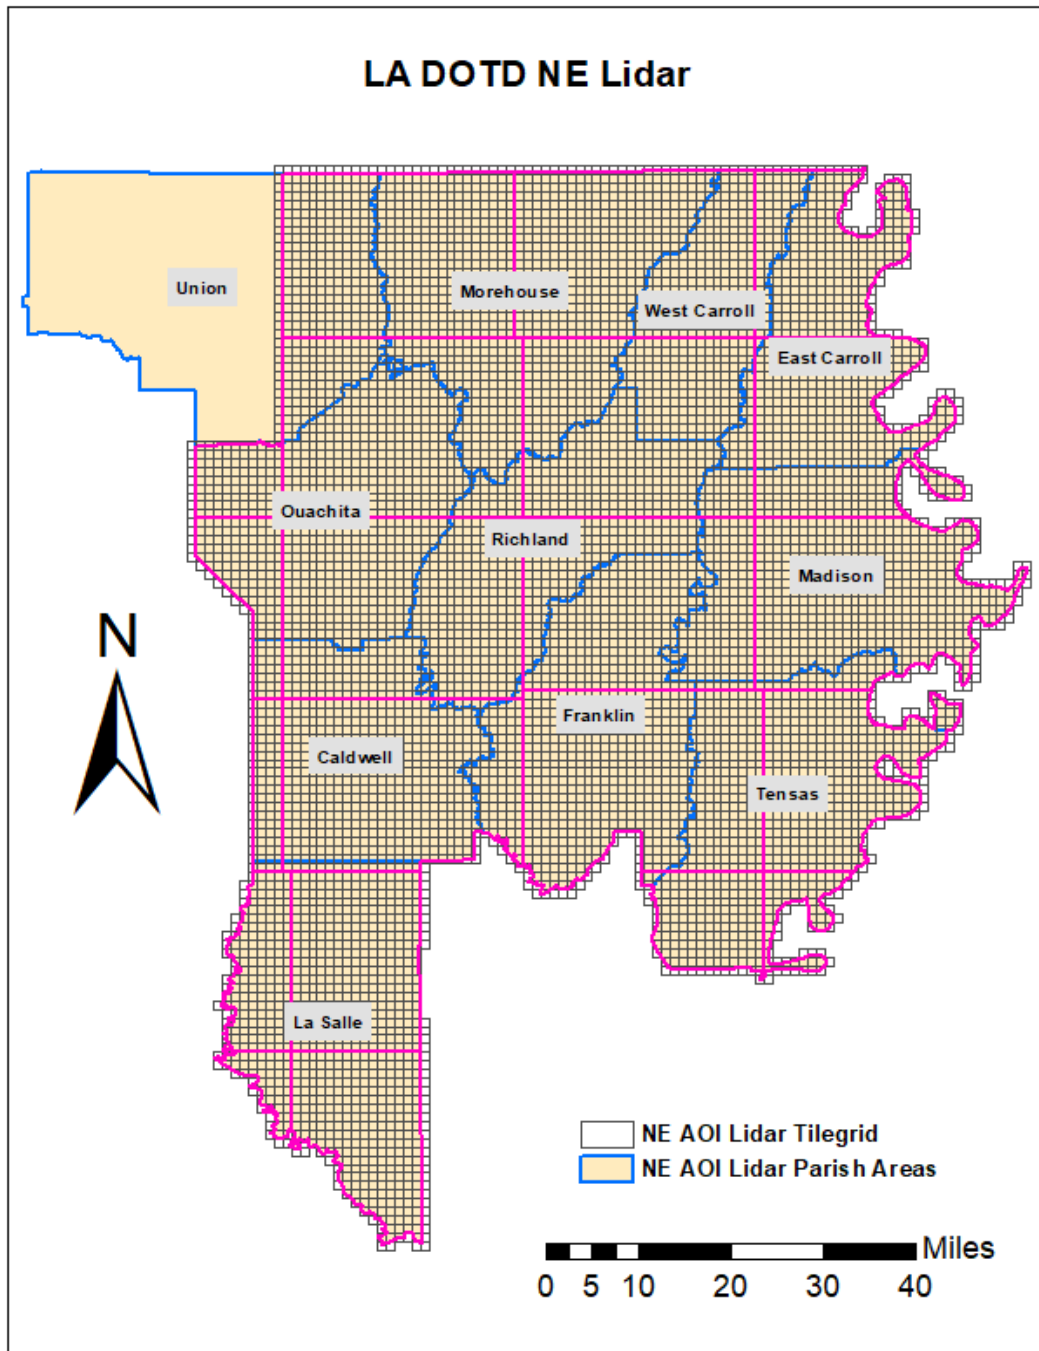 LA DOTD NE Lidar
Union
Morehouse
West Carroll
East Carroll
Ouachita
Richland
Madison
N
Franklin
Caldwell
Tensas
La Salle
NE AOI Lidar Tilegrid
NE AOI Lidar Parish Areas
Miles
0 5 10 20 30 40